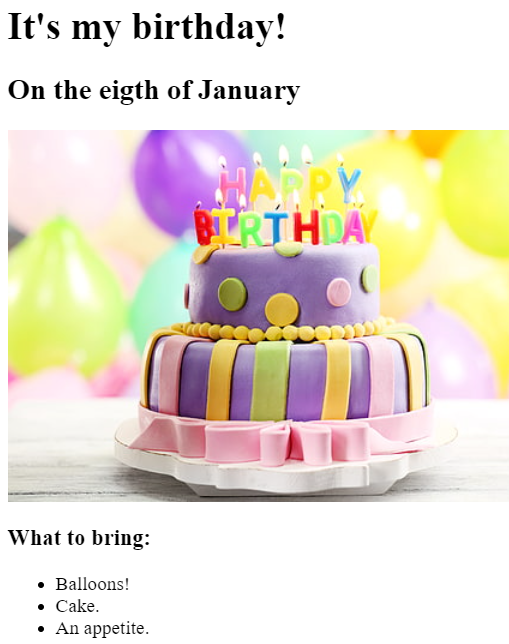 It's my birthday!
On the eigth of January
HAPPY
BIRTHDAY
What to bring:
Balloons!
Cake.
An appetite.